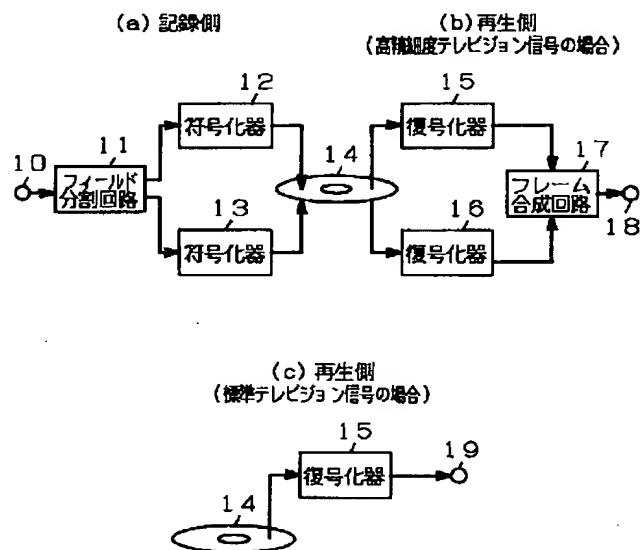 (a) 記録側
(b) 再生側
(高精細度テレビジョン信号の場合)
10
11
フィールド
分割回路
12
符号化器
13
符号化器
14
15
復号化器
16
復号化器
17
フレーム
合成回路
18
(c) 再生側
(標準テレビジョン信号の場合)
14
15
復号化器
19